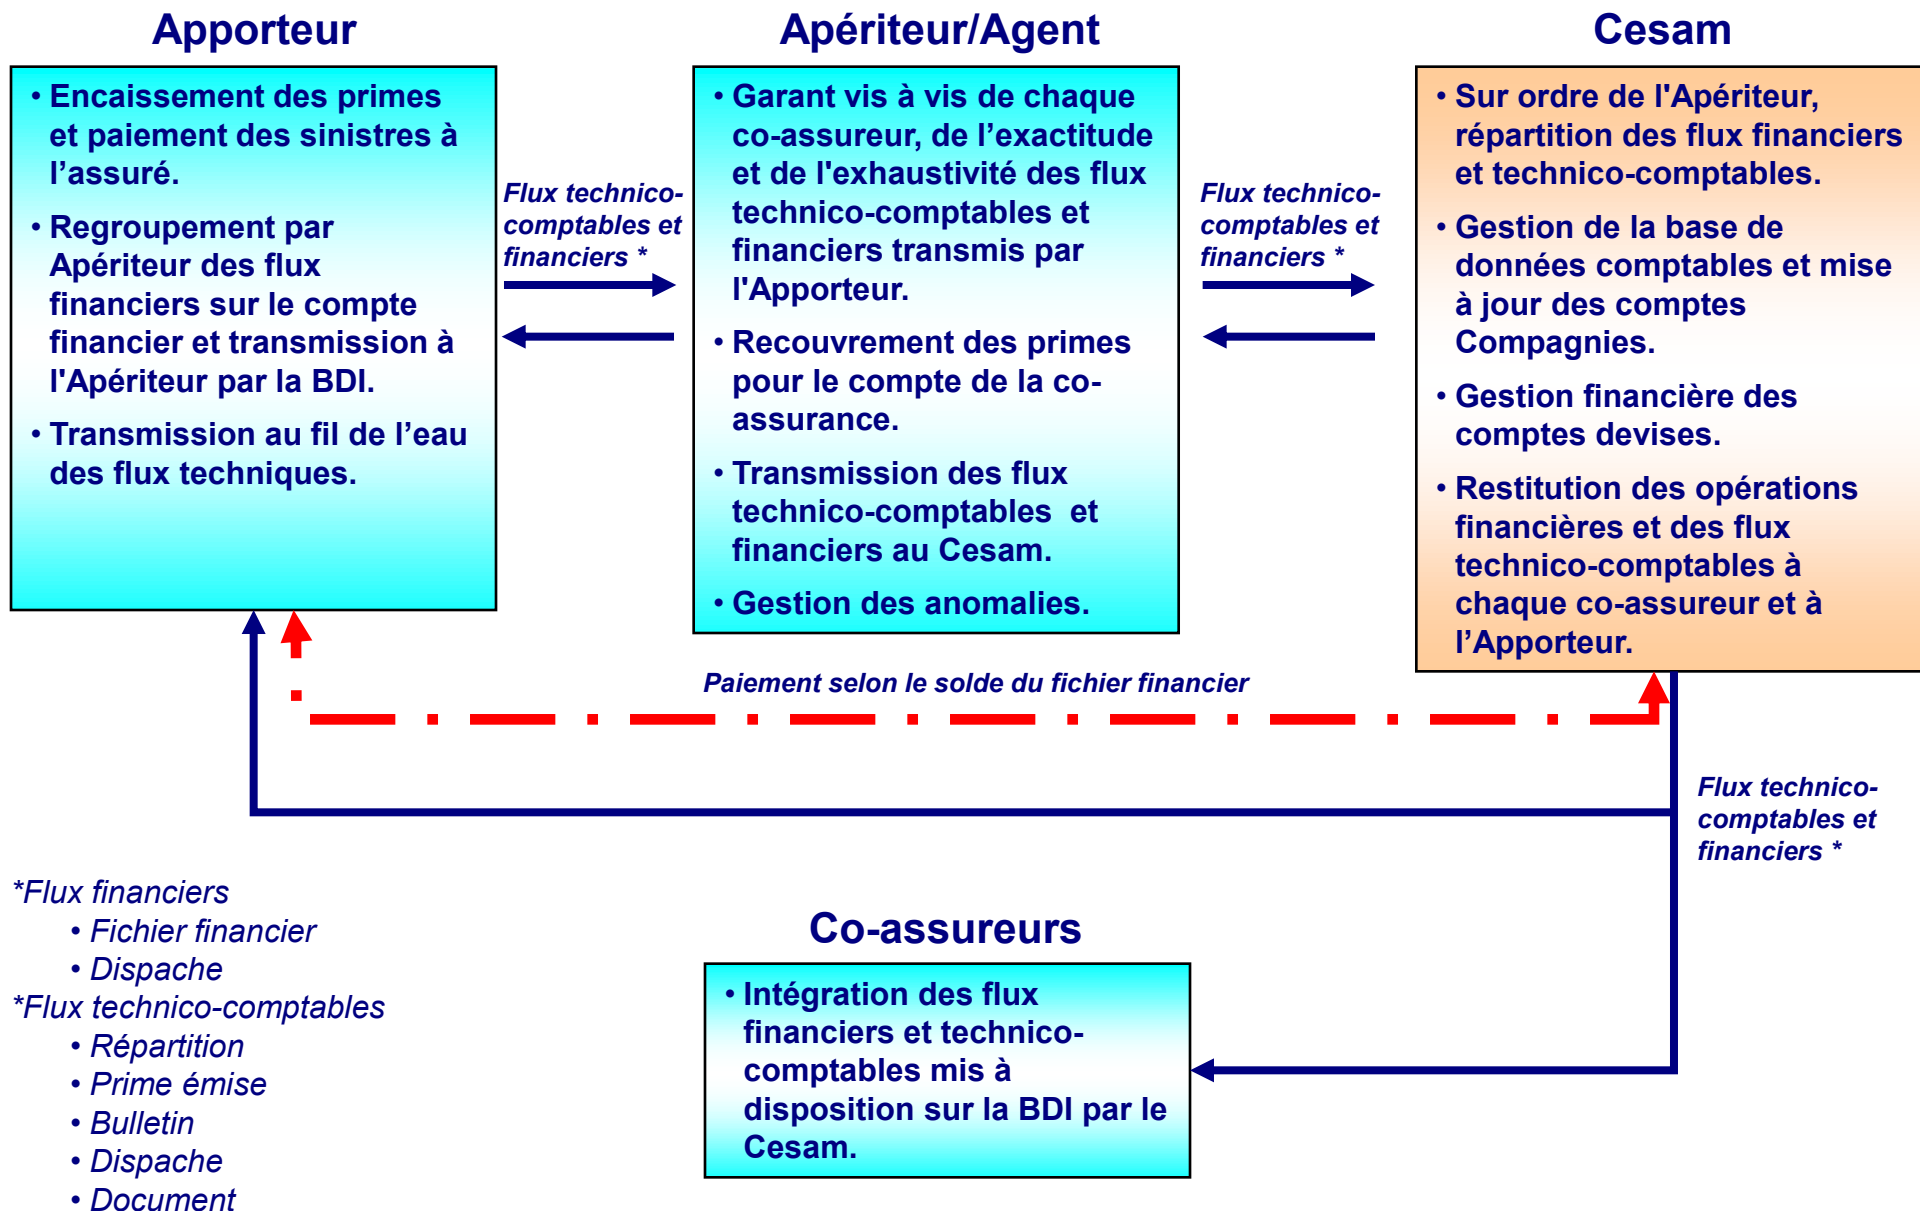 Apporteur
• Encaissement des primes
et paiement des sinistres à
l’assuré.
• Regroupement par
Apériteur des flux
financiers sur le compte
financier et transmission à
l'Apériteur par la BDI.
• Transmission au fil de l’eau
des flux techniques.
Flux technico-
comptables et
financiers *
Apériteur/Agent
• Garant vis à vis de chaque
co-assureur, de l’exactitude
et de l'exhaustivité des flux
technico-comptables et
financiers transmis par
l'Apporteur.
• Recouvrement des primes
pour le compte de la co-
assurance.
• Transmission des flux
technico-comptables  et
financiers au Cesam.
• Gestion des anomalies.
Flux technico-
comptables et
financiers *
Cesam
• Sur ordre de l'Apériteur,
répartition des flux financiers
et technico-comptables.
• Gestion de la base de
données comptables et mise
à jour des comptes
Compagnies.
• Gestion financière des
comptes devises.
• Restitution des opérations
financières et des flux
technico-comptables à
chaque co-assureur et à
l’Apporteur.
Paiement selon le solde du fichier financier
Flux technico-
comptables et
financiers *
*Flux financiers
• Fichier financier
• Dispache
*Flux technico-comptables
• Répartition
• Prime émise
• Bulletin
• Dispache
• Document
Co-assureurs
• Intégration des flux
financiers et technico-
comptables mis à
disposition sur la BDI par le
Cesam.